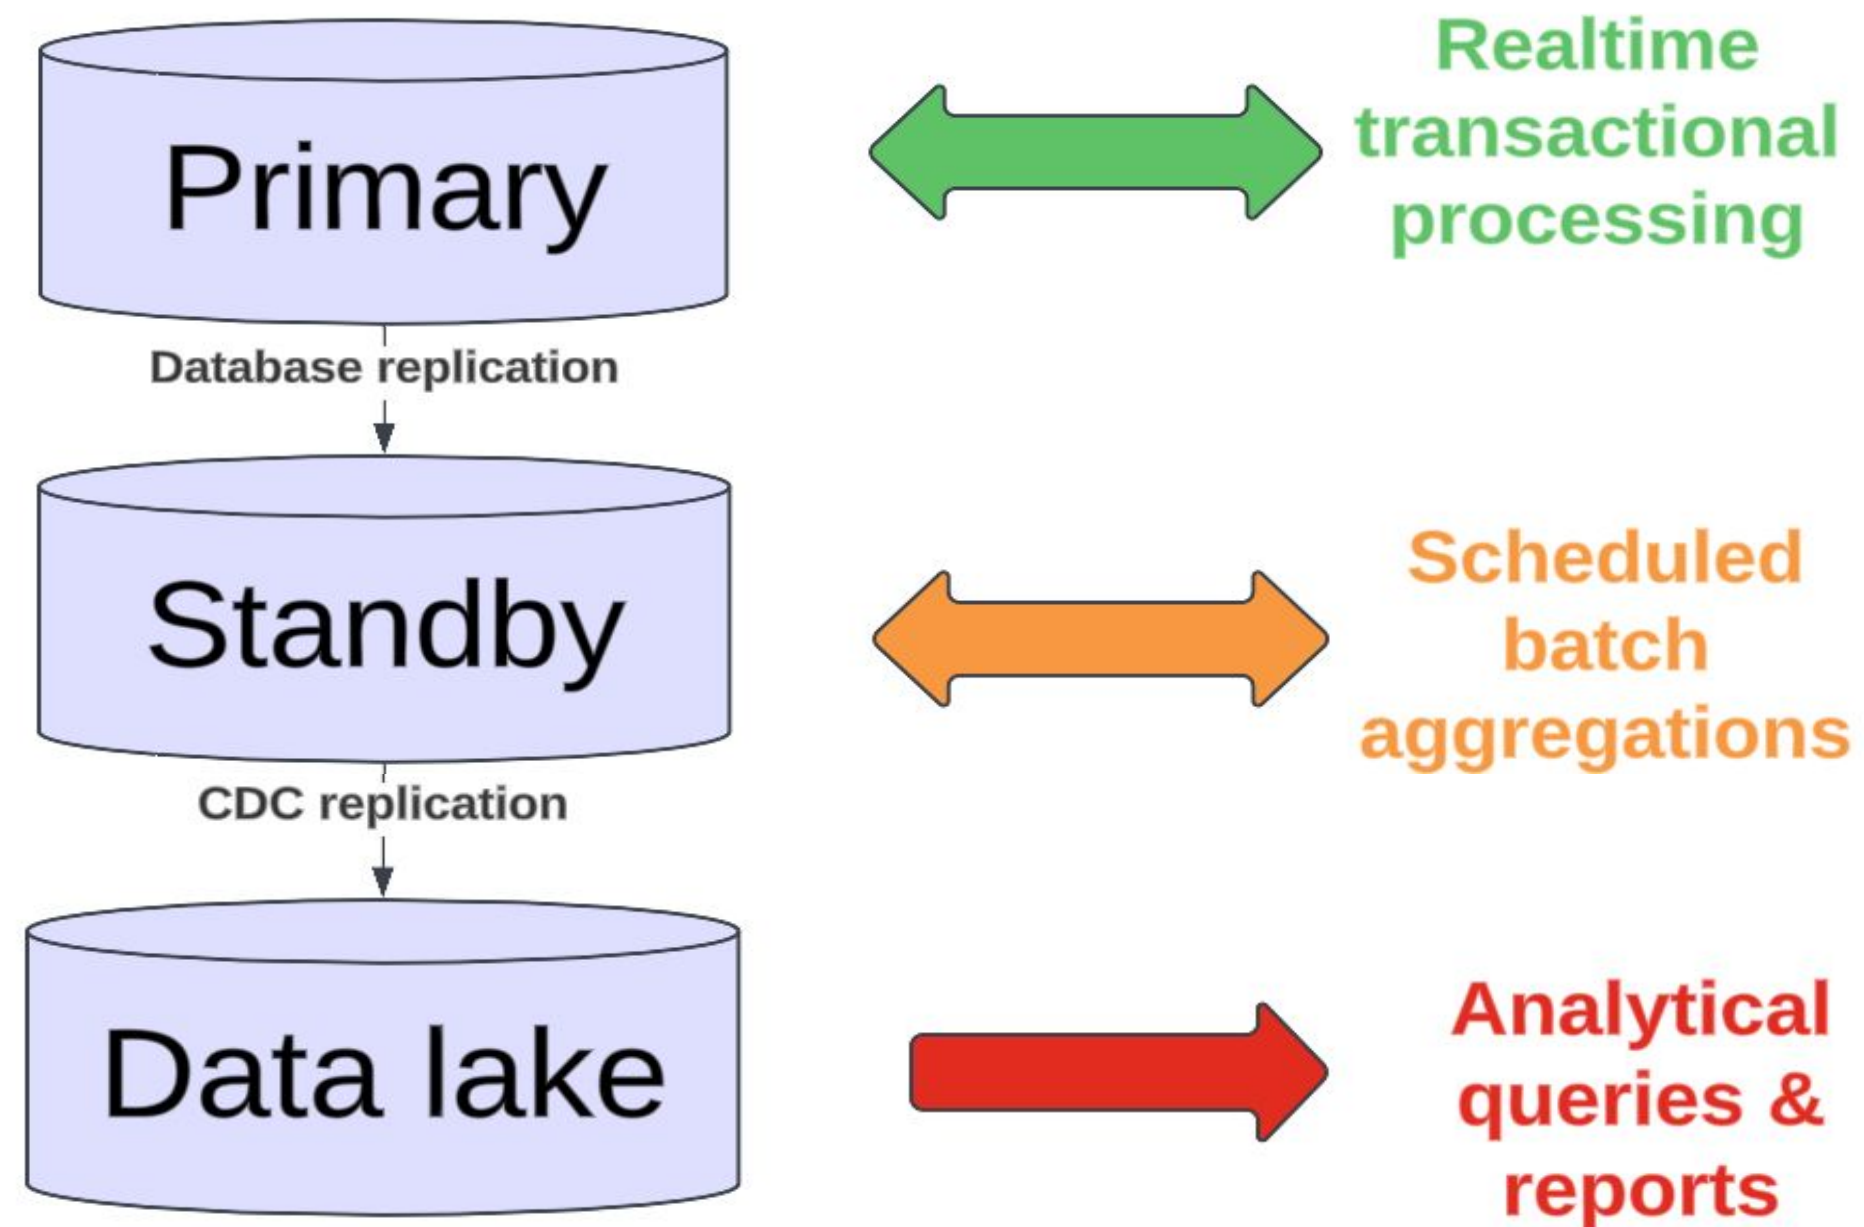 Primary
Realtime
transactional
processing
Database replication
Standby
Scheduled
batch
aggregations
CDC replication
Data lake
Analytical
queries &
reports